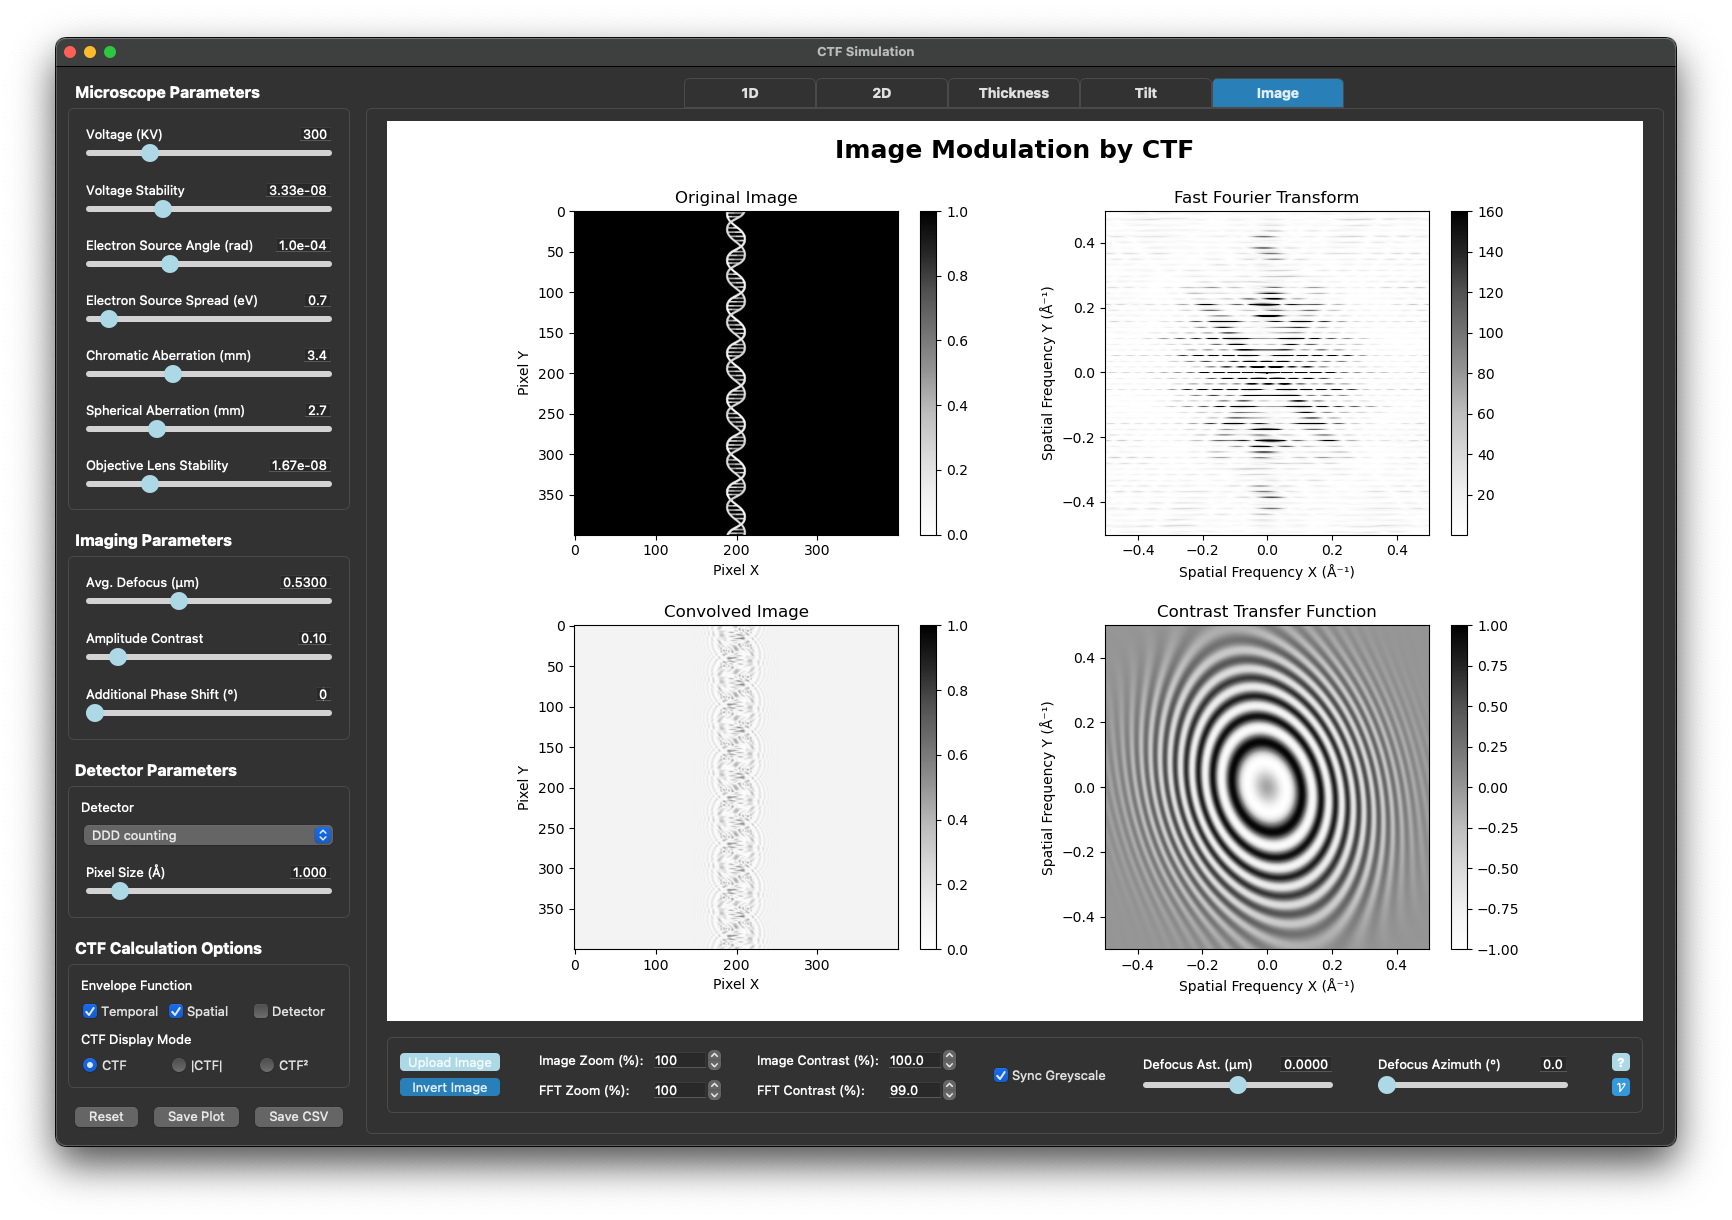 CTF Simulation
Microscope Parameters
Voltage (KV) 300
Voltage Stability 3.33e-08
Electron Source Angle (rad) 1.0e-04
Electron Source Spread (eV) 0.7
Chromatic Aberration (mm) 3.4
Spherical Aberration (mm) 2.7
Objective Lens Stability 1.67e-08
Imaging Parameters
Avg. Defocus (µm) 0.5300
Amplitude Contrast 0.10
Additional Phase Shift (°) 0
Detector Parameters
Detector
DDD counting
Pixel Size (Å) 1.000
CTF Calculation Options
Envelope Function
Temporal Spatial Detector
CTF Display Mode
CTF |CTF| CTF²
Reset Save Plot Save CSV
1D 2D Thickness Tilt Image
Image Modulation by CTF
Original Image
0
50
100
150
200
250
300
350
Pixel Y
0 100 200 300
Pixel X
1.0
0.8
0.6
0.4
0.2
0.0
Fast Fourier Transform
0.4
0.2
0.0
−0.2
−0.4
Spatial Frequency Y (Å⁻¹)
−0.4 −0.2 0.0 0.2 0.4
Spatial Frequency X (Å⁻¹)
160
140
120
100
80
60
40
20
Convolved Image
0
50
100
150
200
250
300
350
Pixel Y
0 100 200 300
Pixel X
1.0
0.8
0.6
0.4
0.2
0.0
Contrast Transfer Function
0.4
0.2
0.0
−0.2
−0.4
Spatial Frequency Y (Å⁻¹)
−0.4 −0.2 0.0 0.2 0.4
Spatial Frequency X (Å⁻¹)
1.00
0.75
0.50
0.25
0.00
−0.25
−0.50
−0.75
−1.00
Upload Image
Invert Image
Image Zoom (%): 100
FFT Zoom (%): 100
Image Contrast (%): 100.0
FFT Contrast (%): 99.0
Sync Greyscale
Defocus Ast. (µm) 0.0000
Defocus Azimuth (°) 0.0
?